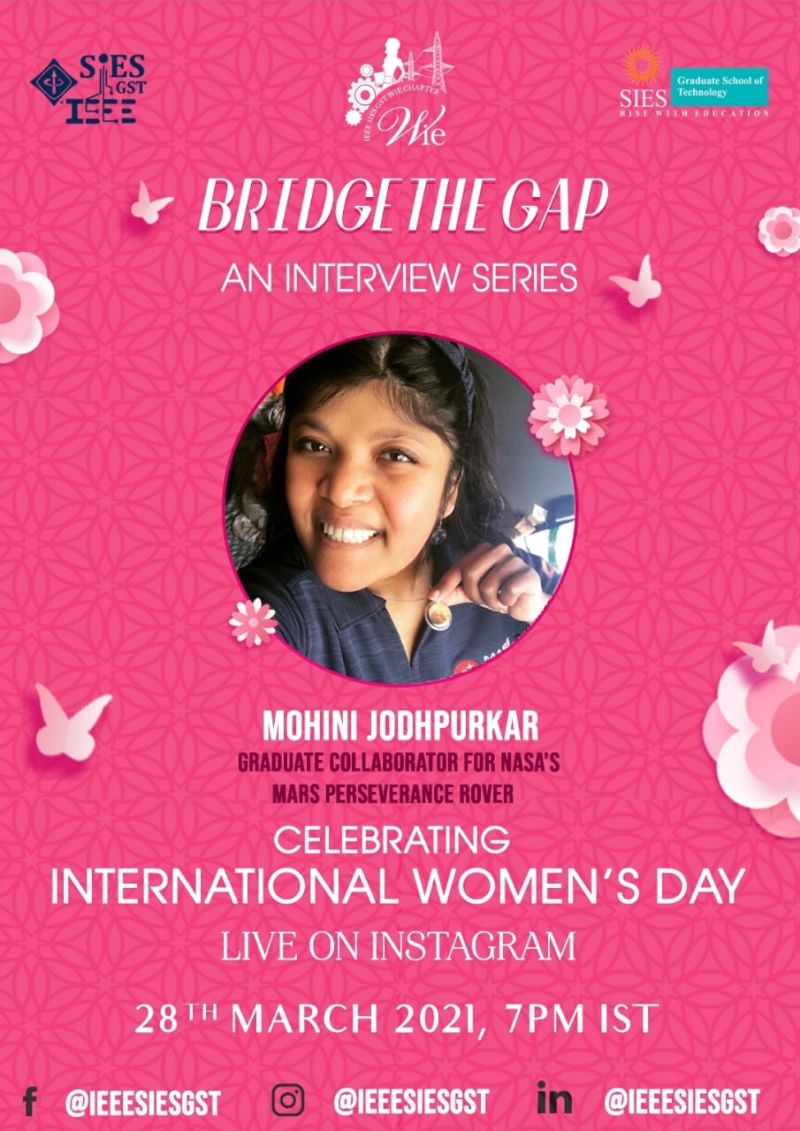 SIES
GST
IEEE
IEEE SIES GST WIE CHAPTER
Wie
SIES
Graduate School of
Technology
RISE WITH EDUCATION
BRIDGE THE GAP
AN INTERVIEW SERIES
MOHINI JODHPURKAR
GRADUATE COLLABORATOR FOR NASA'S
MARS PERSEVERANCE ROVER
CELEBRATING
INTERNATIONAL WOMEN'S DAY
LIVE ON INSTAGRAM
28TH MARCH 2021, 7PM IST
f @IEEESIESGST @IEEESIESGST in @IEEESIESGST